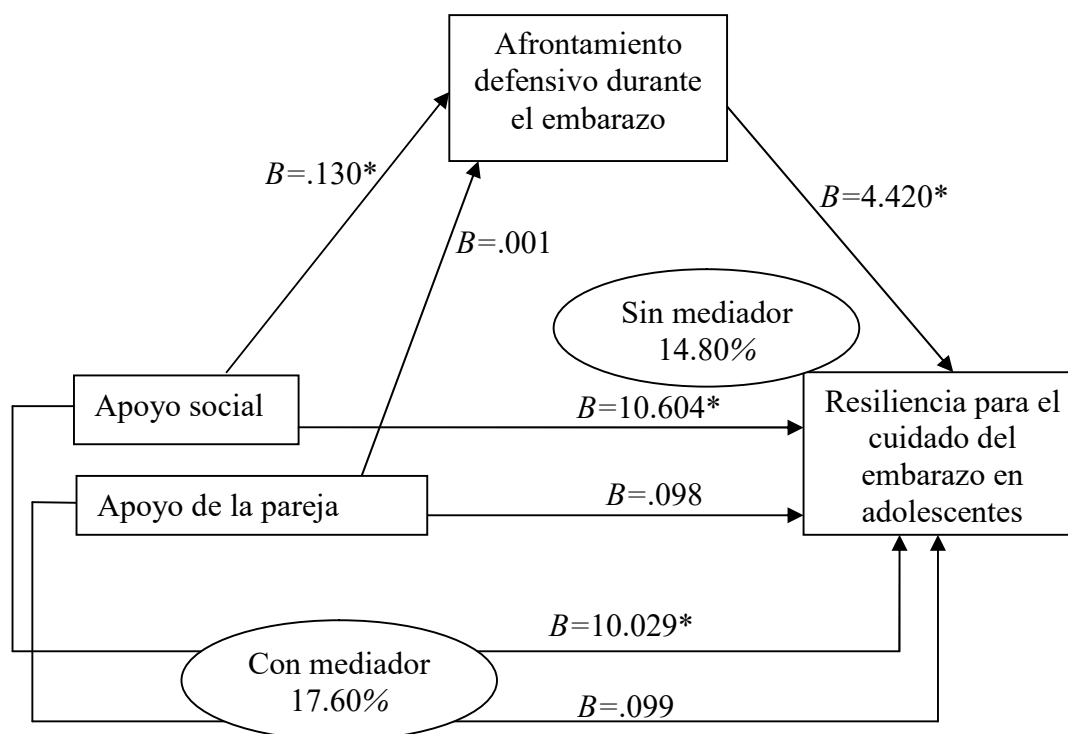 Afrontamiento
defensivo durante
el embarazo
B=.130*
B=4.420*
B=.001
Sin mediador
14.80%
Apoyo social
B=10.604*
Resiliencia para el
cuidado del
embarazo en
adolescentes
Apoyo de la pareja
B=.098
B=10.029*
Con mediador
17.60%
B=.099